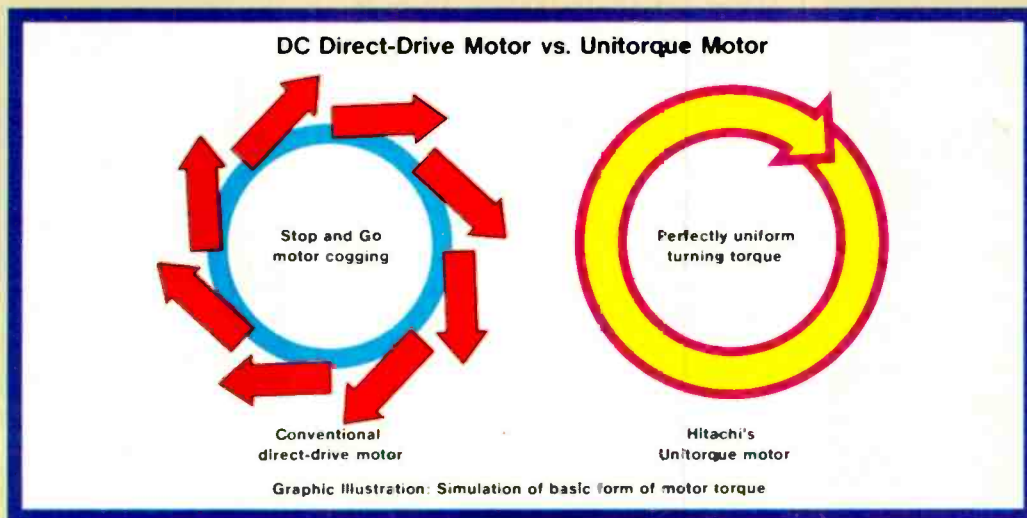 DC Direct-Drive Motor vs. Unitorque Motor
Stop and Go
motor cogging
Perfectly uniform
turning torque
Conventional
direct-drive motor
Hitachi's
Unitorque motor
Graphic Illustration: Simulation of basic form of motor torque